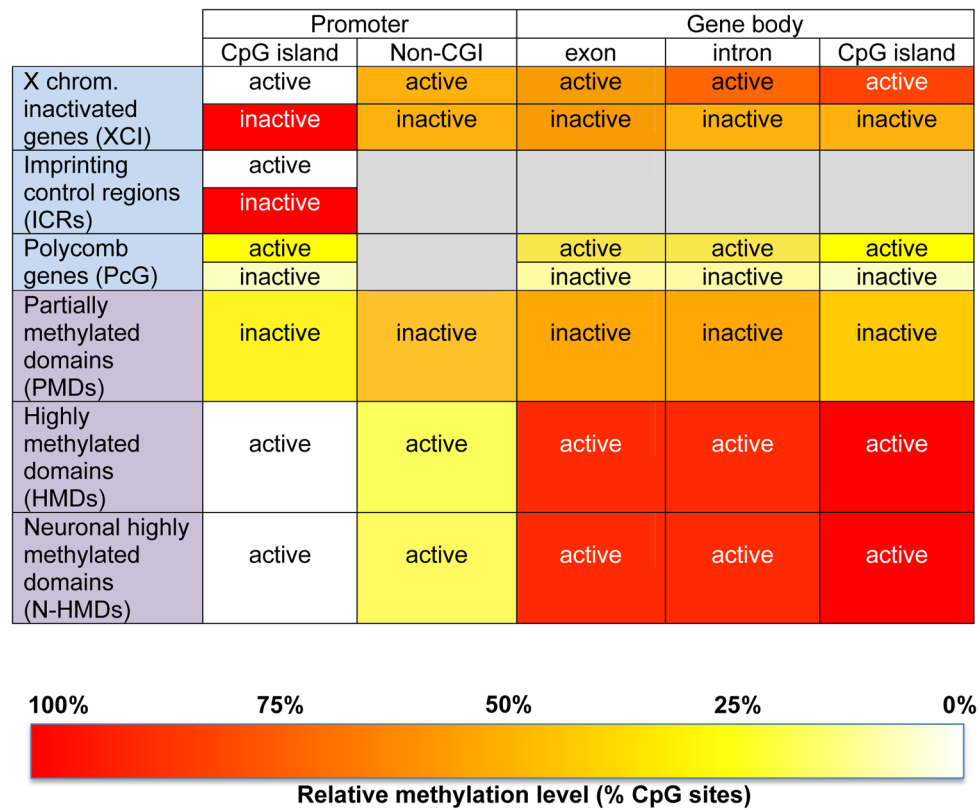 Promoter Gene body
CpG island Non-CGI exon intron CpG island
X chrom. inactivated genes (XCI)
active active active active active
inactive inactive inactive inactive inactive
Imprinting control regions (ICRs)
active
inactive
Polycomb genes (PcG)
active active active active
inactive inactive inactive inactive
Partially methylated domains (PMDs)
inactive inactive inactive inactive inactive
Highly methylated domains (HMDs)
active active active active active
Neuronal highly methylated domains (N-HMDs)
active active active active active
100% 75% 50% 25% 0%
Relative methylation level (% CpG sites)